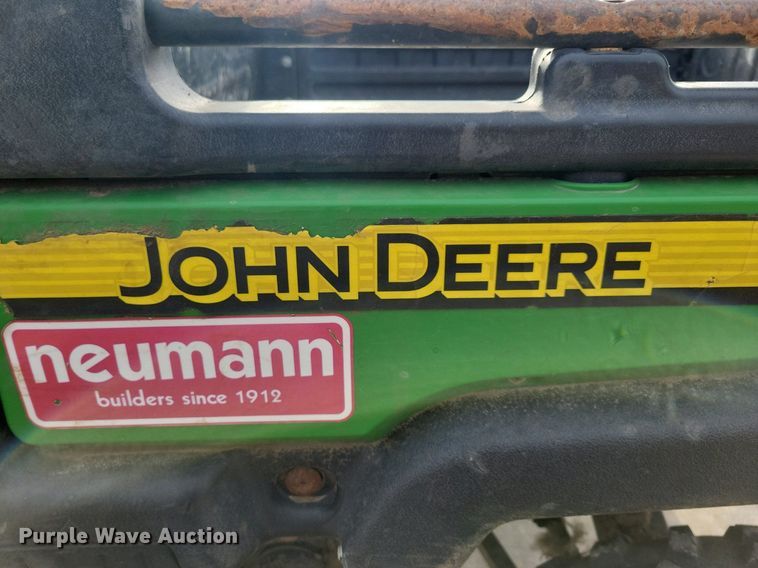 JOHN DEERE
neumann
builders since 1912
Purple Wave Auction